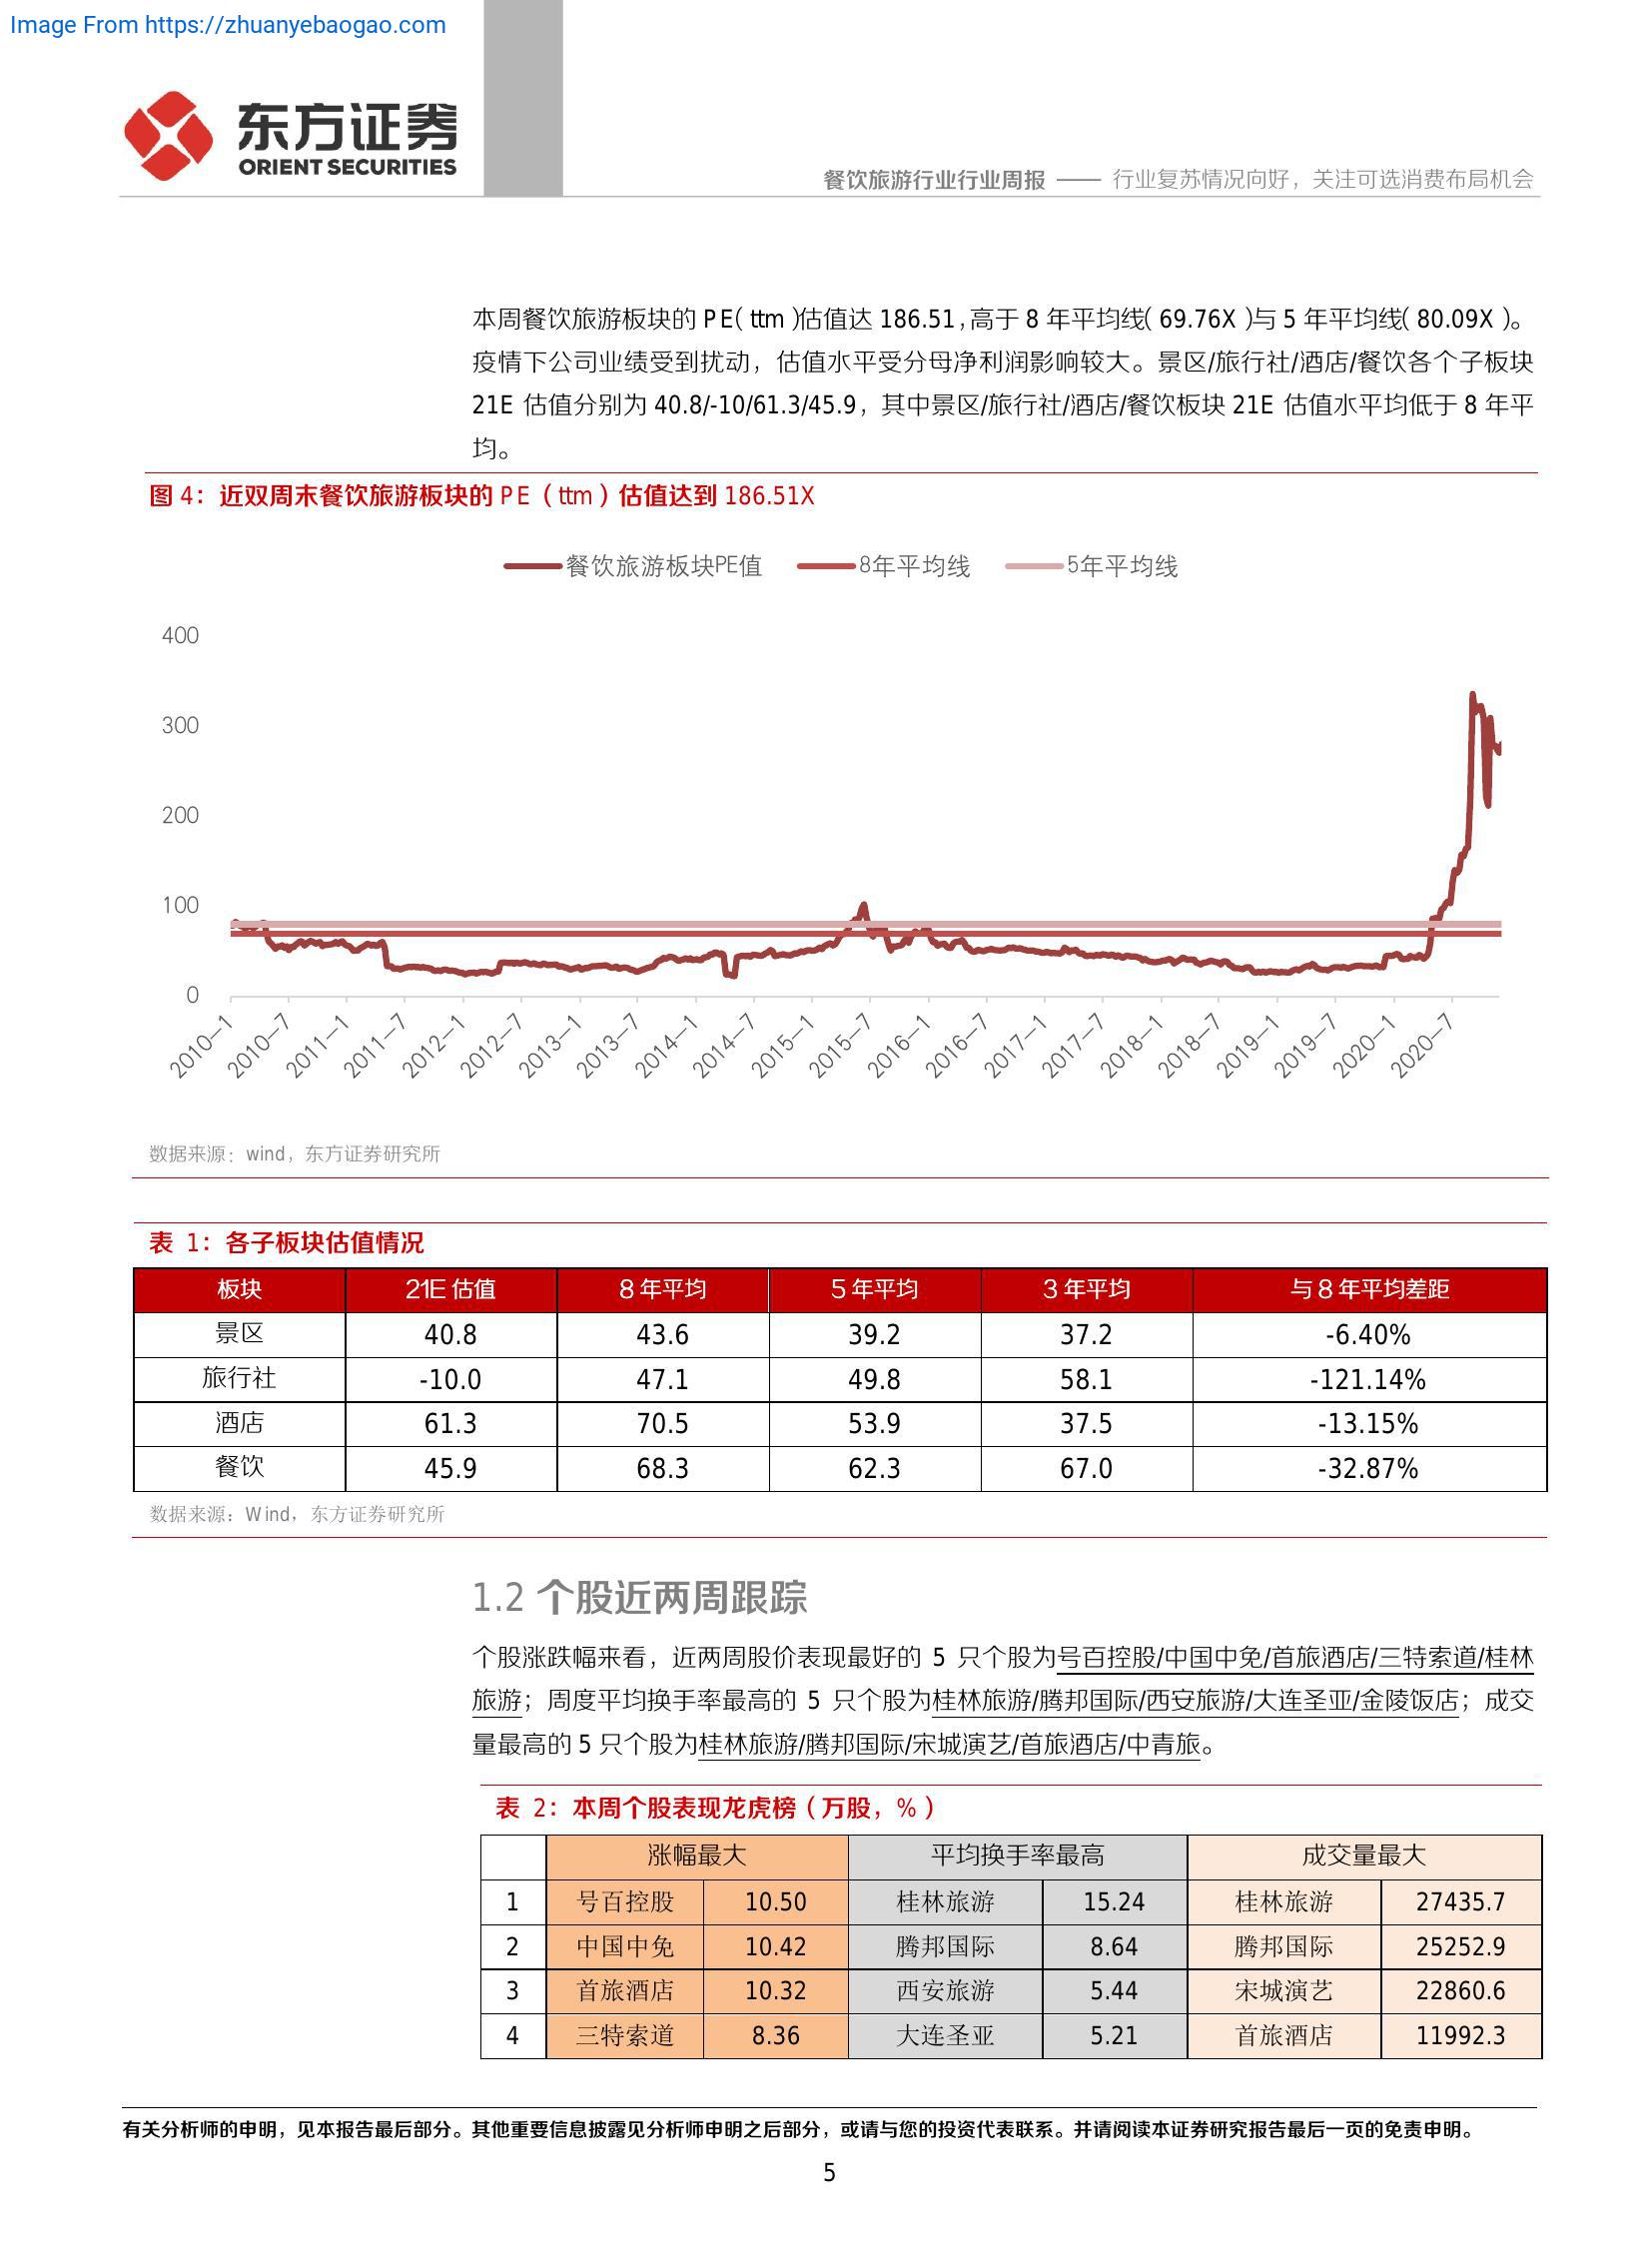 Image From https://zhuanyebaogao.com
东方证券
ORIENT SECURITIES
餐饮旅游行业行业周报 —— 行业复苏情况向好，关注可选消费布局机会
本周餐饮旅游板块的 PE（ttm）估值达 186.51，高于 8 年平均线（69.76X）与 5 年平均线（80.09X）。
疫情下公司业绩受到扰动，估值水平受分母净利润影响较大。景区/旅行社/酒店/餐饮各个子板块
21E 估值分别为 40.8/-10/61.3/45.9，其中景区/旅行社/酒店/餐饮板块 21E 估值水平均低于 8 年平
均。
图 4：近双周末餐饮旅游板块的 PE（ttm）估值达到 186.51X
餐饮旅游板块PE值 8年平均线 5年平均线
400
300
200
100
0
2010-1 2010-7 2011-1 2011-7 2012-1 2012-7 2013-1 2013-7 2014-1 2014-7 2015-1 2015-7 2016-1 2016-7 2017-1 2017-7 2018-1 2018-7 2019-1 2019-7 2020-1 2020-7
数据来源：wind，东方证券研究所
表 1：各子板块估值情况
板块 21E 估值 8 年平均 5 年平均 3 年平均 与 8 年平均差距
景区 40.8 43.6 39.2 37.2 -6.40%
旅行社 -10.0 47.1 49.8 58.1 -121.14%
酒店 61.3 70.5 53.9 37.5 -13.15%
餐饮 45.9 68.3 62.3 67.0 -32.87%
数据来源：Wind，东方证券研究所
1.2 个股近两周跟踪
个股涨跌幅来看，近两周股价表现最好的 5 只个股为号百控股/中国中免/首旅酒店/三特索道/桂林
旅游；周度平均换手率最高的 5 只个股为桂林旅游/腾邦国际/西安旅游/大连圣亚/金陵饭店；成交
量最高的 5 只个股为桂林旅游/腾邦国际/宋城演艺/首旅酒店/中青旅。
表 2：本周个股表现龙虎榜（万股，%）
涨幅最大 平均换手率最高 成交量最大
1 号百控股 10.50 桂林旅游 15.24 桂林旅游 27435.7
2 中国中免 10.42 腾邦国际 8.64 腾邦国际 25252.9
3 首旅酒店 10.32 西安旅游 5.44 宋城演艺 22860.6
4 三特索道 8.36 大连圣亚 5.21 首旅酒店 11992.3
有关分析师的申明，见本报告最后部分。其他重要信息披露见分析师申明之后部分，或请与您的投资代表联系。并请阅读本证券研究报告最后一页的免责申明。
5